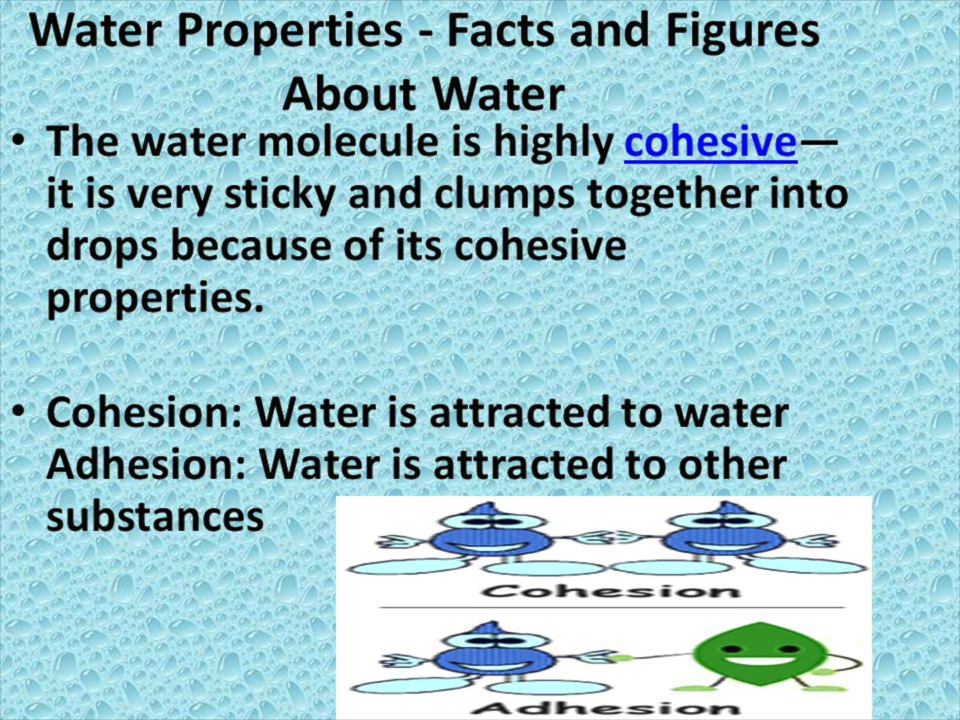 Water Properties - Facts and Figures
About Water
• The water molecule is highly cohesive—
it is very sticky and clumps together into
drops because of its cohesive
properties.
• Cohesion: Water is attracted to water
Adhesion: Water is attracted to other
substances
Cohesion
Adhesion